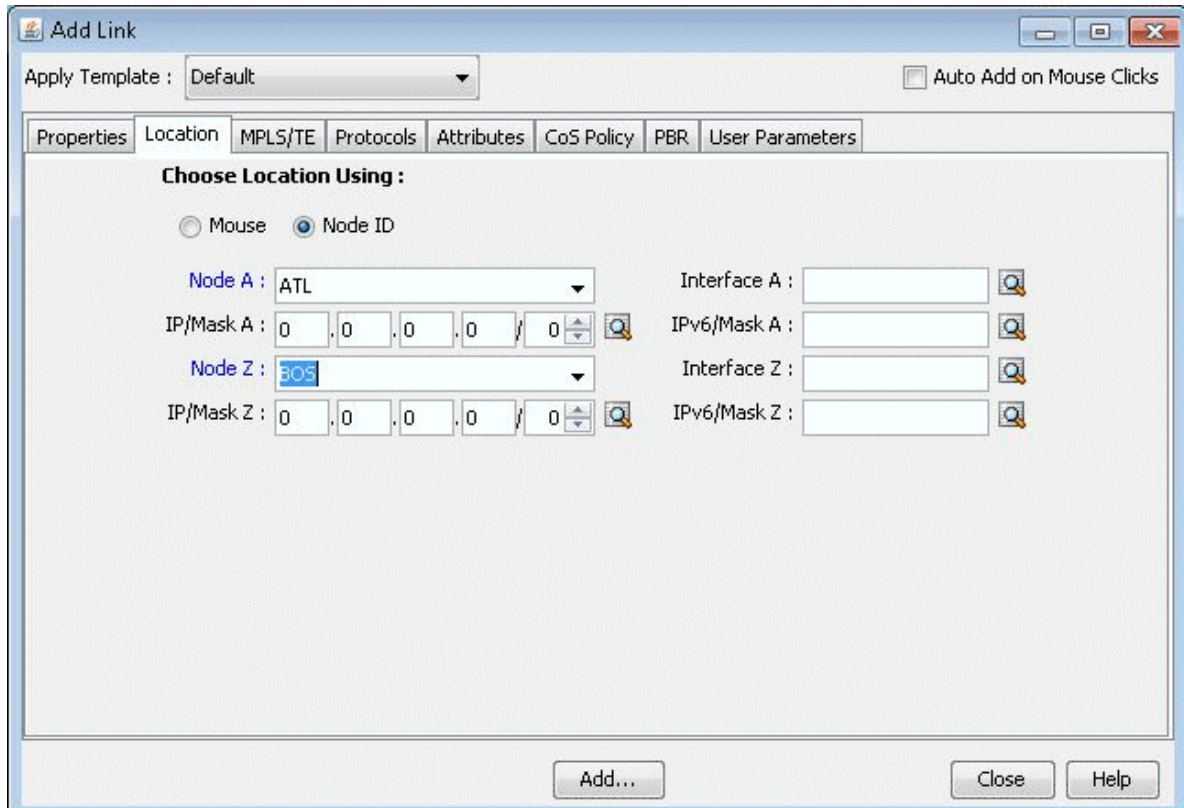 Add Link
Apply Template : Default Auto Add on Mouse Clicks
Properties Location MPLS/TE Protocols Attributes CoS Policy PBR User Parameters
Choose Location Using :
Mouse Node ID
Node A : ATL Interface A :
IP/Mask A : 0 . 0 . 0 . 0 / 0 IPv6/Mask A :
Node Z : BOS Interface Z :
IP/Mask Z : 0 . 0 . 0 . 0 / 0 IPv6/Mask Z :
Add... Close Help